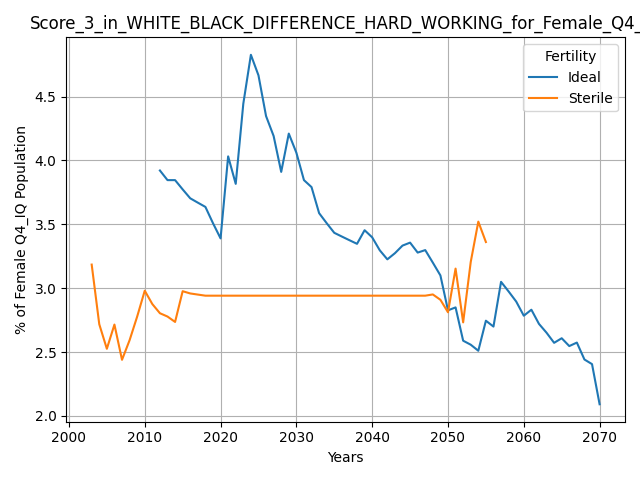 Score_3_in_WHITE_BLACK_DIFFERENCE_HARD_WORKING_for_Female_Q4_
Fertility
Ideal
Sterile
% of Female Q4_IQ Population
4.5
4.0
3.5
3.0
2.5
2.0
2000 2010 2020 2030 2040 2050 2060 2070
Years